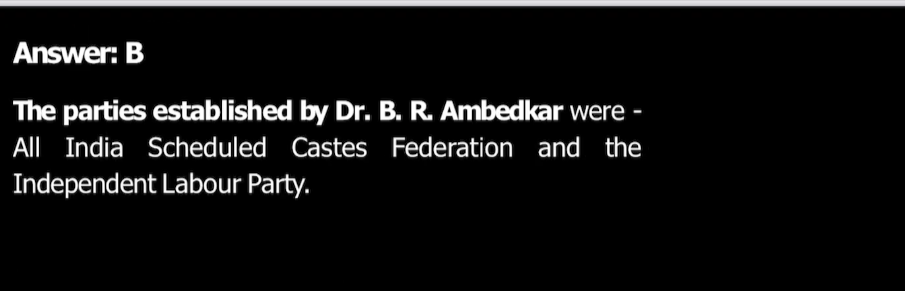 Answer: B
The parties established by Dr. B. R. Ambedkar were -
All India Scheduled Castes Federation and the
Independent Labour Party.